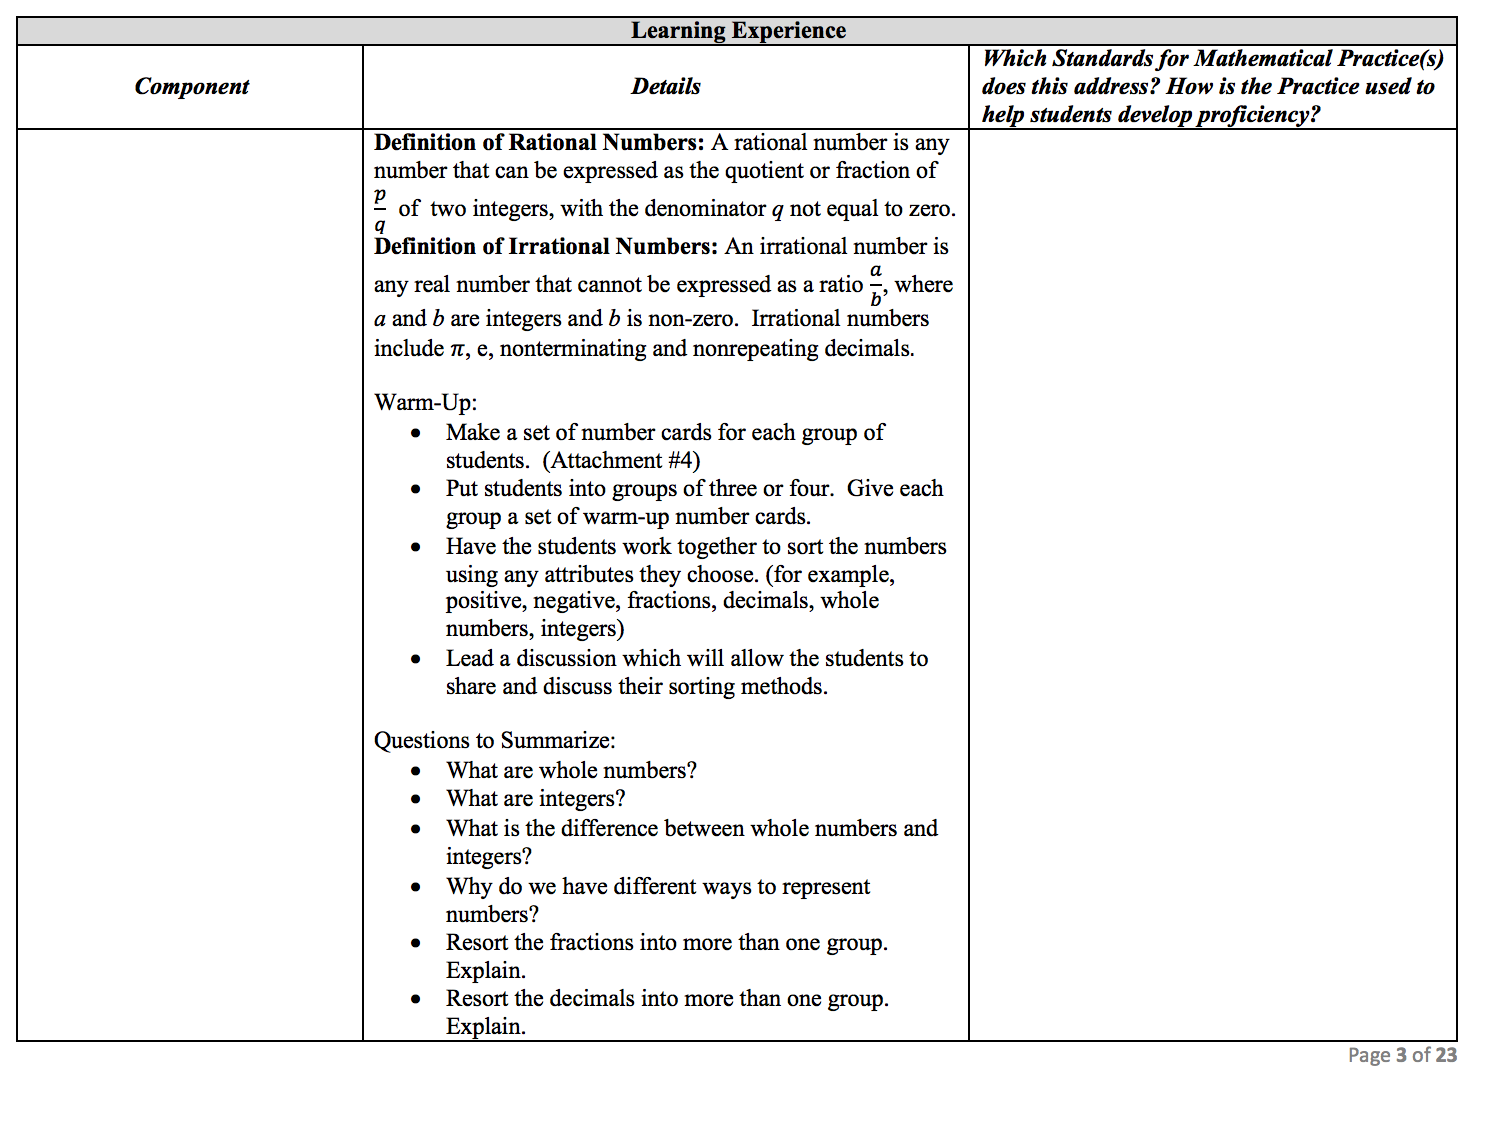 Learning Experience
Component
Details
Which Standards for Mathematical Practice(s)
does this address? How is the Practice used to
help students develop proficiency?
Definition of Rational Numbers: A rational number is any
number that can be expressed as the quotient or fraction of
p/q of  two integers, with the denominator q not equal to zero.
Definition of Irrational Numbers: An irrational number is
any real number that cannot be expressed as a ratio a/b, where
a and b are integers and b is non-zero.  Irrational numbers
include π, e, nonterminating and nonrepeating decimals.
Warm-Up:
• Make a set of number cards for each group of
students.  (Attachment #4)
• Put students into groups of three or four.  Give each
group a set of warm-up number cards.
• Have the students work together to sort the numbers
using any attributes they choose. (for example,
positive, negative, fractions, decimals, whole
numbers, integers)
• Lead a discussion which will allow the students to
share and discuss their sorting methods.
Questions to Summarize:
• What are whole numbers?
• What are integers?
• What is the difference between whole numbers and
integers?
• Why do we have different ways to represent
numbers?
• Resort the fractions into more than one group.
Explain.
• Resort the decimals into more than one group.
Explain.
Page 3 of 23